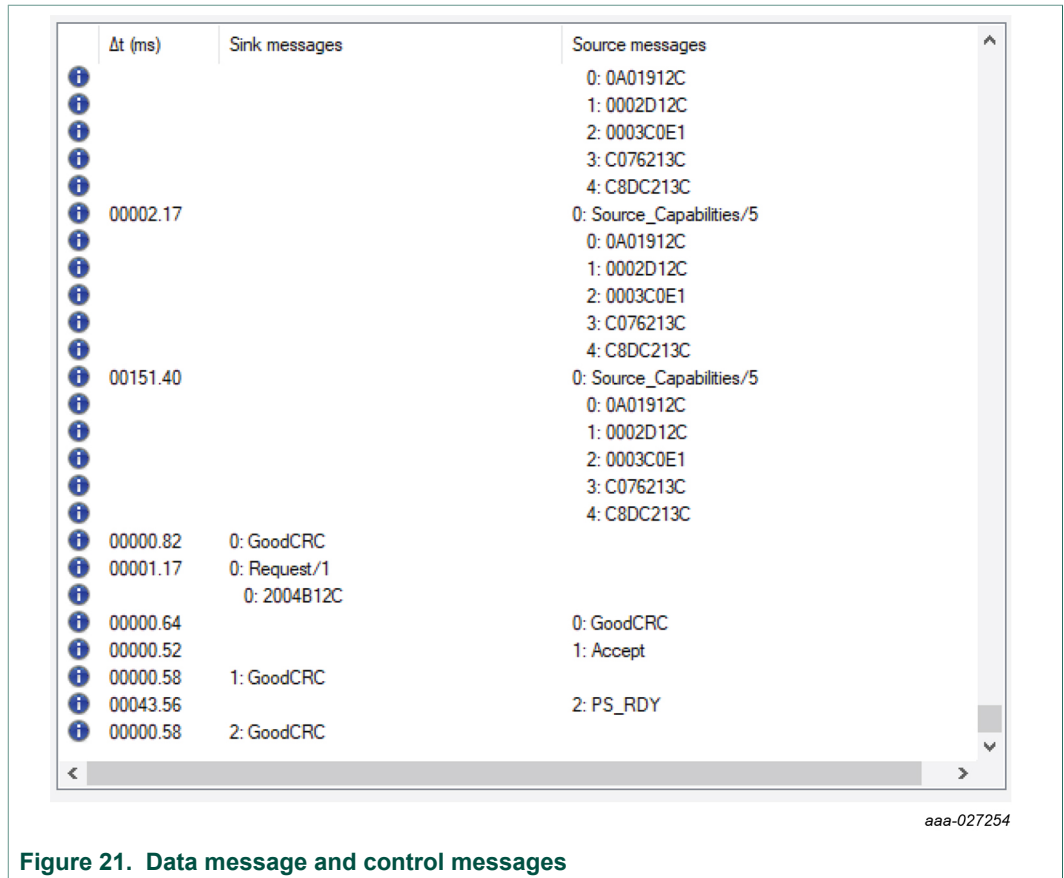 Δt (ms) Sink messages Source messages
0: 0A01912C
1: 0002D12C
2: 0003C0E1
3: C076213C
4: C8DC213C
00002.17 0: Source_Capabilities/5
0: 0A01912C
1: 0002D12C
2: 0003C0E1
3: C076213C
4: C8DC213C
00151.40 0: Source_Capabilities/5
0: 0A01912C
1: 0002D12C
2: 0003C0E1
3: C076213C
4: C8DC213C
00000.82 0: GoodCRC
00001.17 0: Request/1
0: 2004B12C
00000.64 0: GoodCRC
00000.52 1: Accept
00000.58 1: GoodCRC
00043.56 2: PS_RDY
00000.58 2: GoodCRC
aaa-027254
Figure 21. Data message and control messages